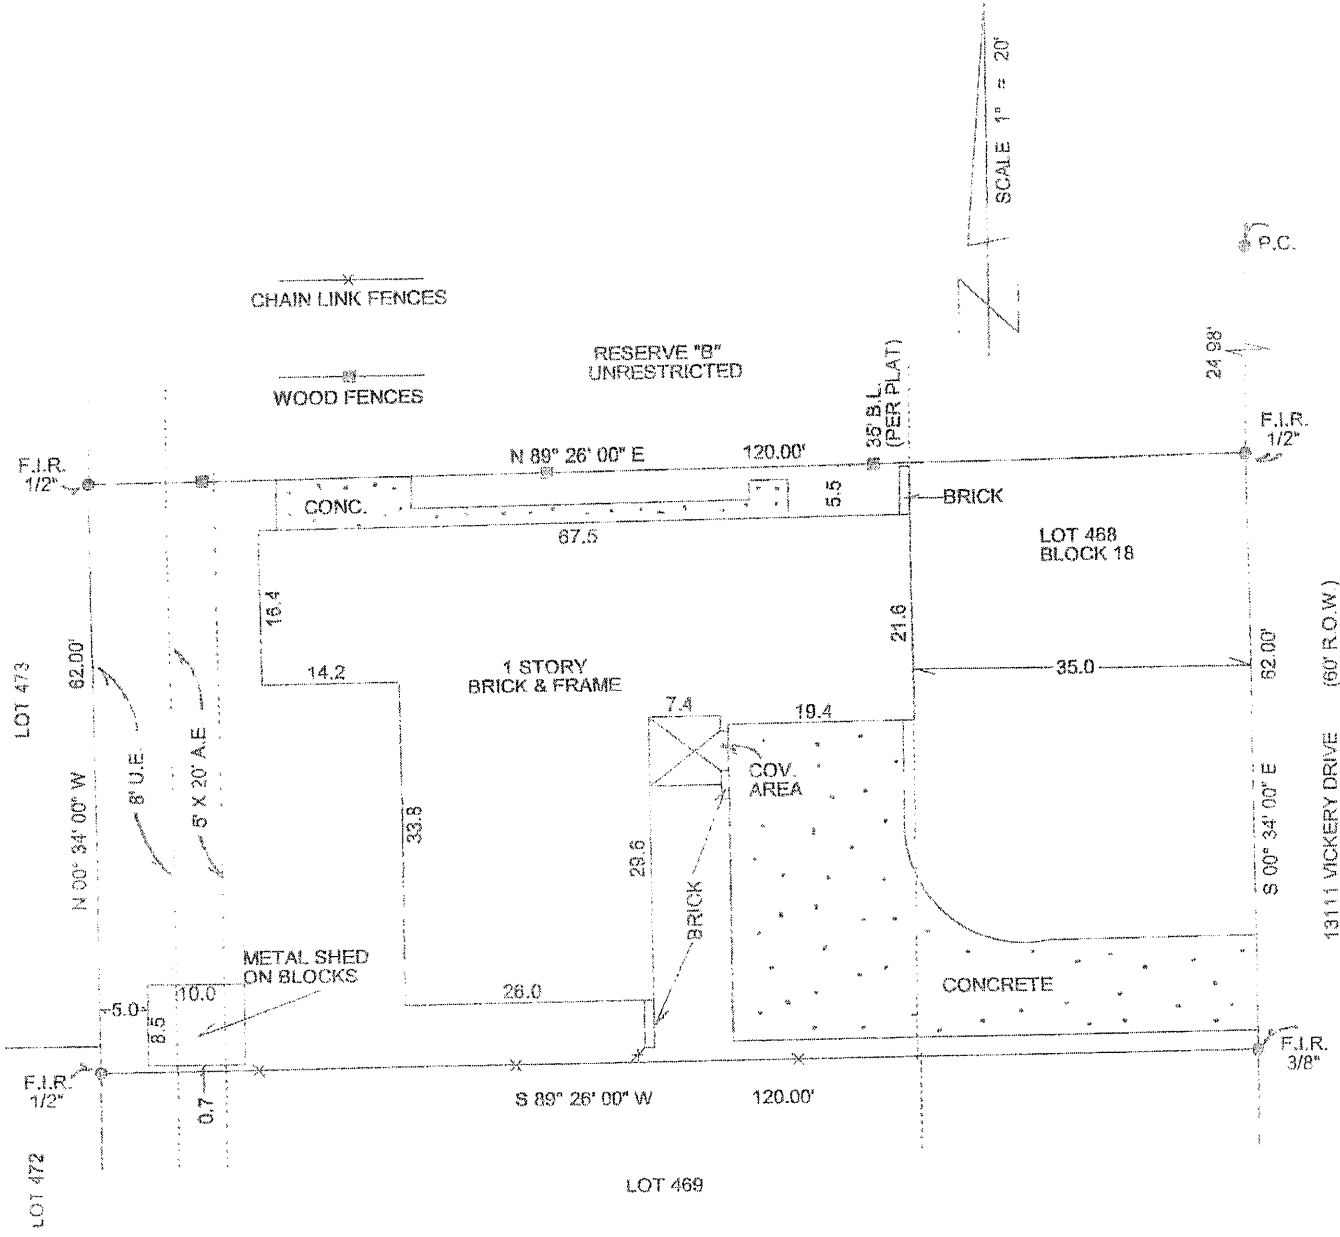 SCALE 1" = 20'
P.C.
CHAIN LINK FENCES
WOOD FENCES
RESERVE "B"
UNRESTRICTED
35' B.L.
(PER PLAT)
24.98'
F.I.R.
1/2"
N 89° 26' 00" E
120.00'
F.I.R.
1/2"
CONC.
5.5
BRICK
67.5
LOT 468
BLOCK 18
16.4
21.6
14.2
1 STORY
BRICK & FRAME
35.0
62.00'
62.00'
LOT 473
(60' R.O.W.)
7.4
19.4
COV.
AREA
8' U.E.
5' X 20' A.E.
N 00° 34' 00" W
33.8
29.6
BRICK
S 00° 34' 00" E
13111 VICKERY DRIVE
METAL SHED
ON BLOCKS
10.0
5.0
8.5
26.0
CONCRETE
F.I.R.
1/2"
0.7
S 89° 26' 00" W
120.00'
F.I.R.
3/8"
LOT 472
LOT 469